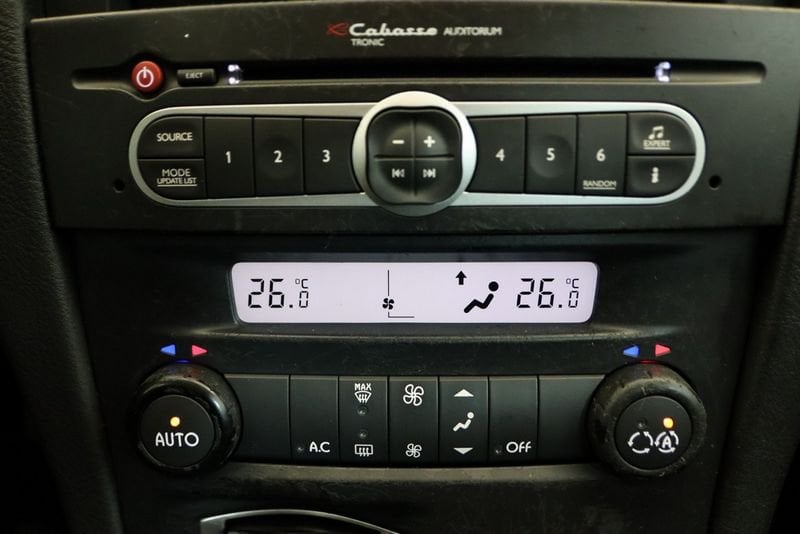 Cabasse AUDITORIUM
TRONIC
EJECT
SOURCE
MODE
UPDATE LIST
1
2
3
- +
4
5
6
RANDOM
EXPERT
i
26.0 °C
26.0 °C
MAX
AUTO
A.C
Off
A